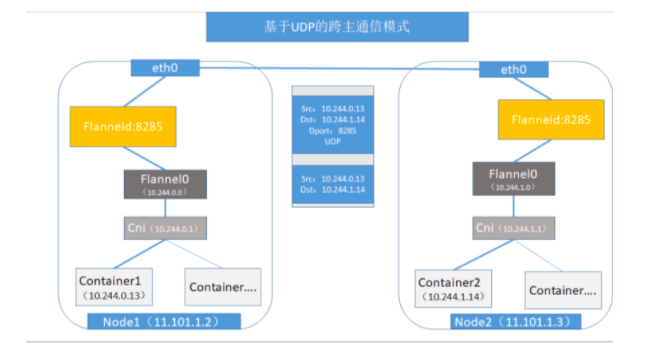 基于UDP的跨主通信模式
eth0
eth0
Flanneld:8285
Src: 10.244.0.13
Dst: 10.244.1.14
Dport: 8285
UDP
Flanneld:8285
Flannel0
(10.244.0.0)
Src: 10.244.0.13
Dst: 10.244.1.14
Flannel0
(10.244.1.0)
Cni（10.244.0.1）
Cni（10.244.1.1）
Container1
（10.244.0.13）
Container....
Container2
（10.244.1.14）
Container....
Node1（11.101.1.2）
Node2（11.101.1.3）